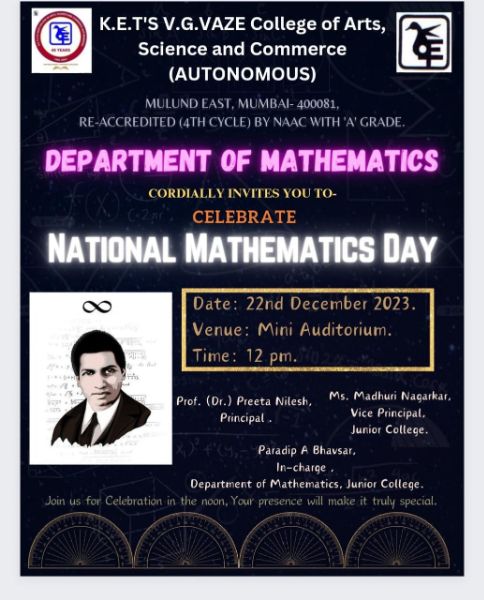 K.E.T'S V.G.VAZE College of Arts,
Science and Commerce
(AUTONOMOUS)
MULUND EAST, MUMBAI- 400081,
RE-ACCREDITED (4TH CYCLE) BY NAAC WITH 'A' GRADE.
DEPARTMENT OF MATHEMATICS
CORDIALLY INVITES YOU TO-
CELEBRATE
NATIONAL MATHEMATICS DAY
∞
Date: 22nd December 2023.
Venue: Mini Auditorium.
Time: 12 pm.
Prof. (Dr.) Preeta Nilesh,
Principal .
Ms. Madhuri Nagarkar,
Vice Principal,
Junior College.
Paradip A Bhavsar,
In-charge ,
Department of Mathematics, Junior College.
Join us for Celebration in the noon, Your presence will make it truly special.